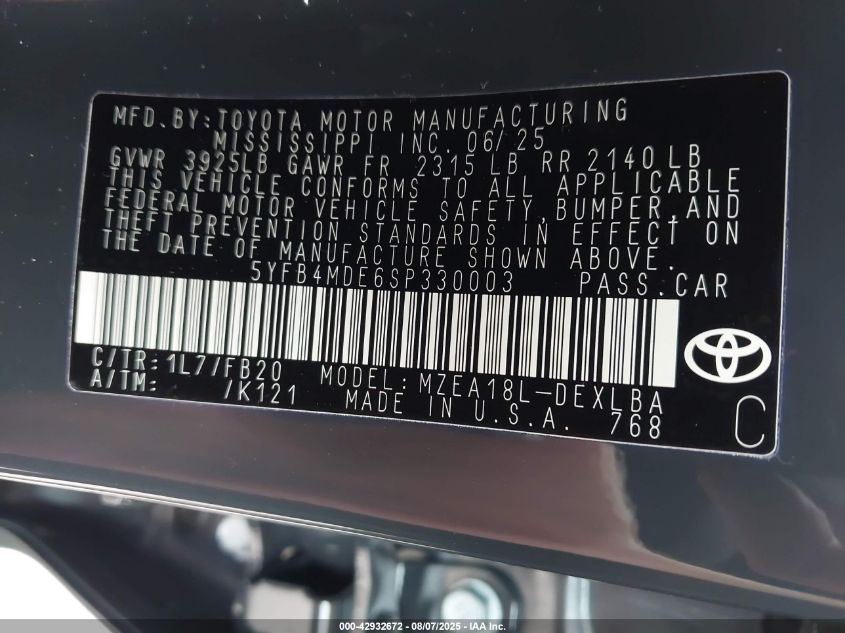 MFD.BY:TOYOTA MOTOR MANUFACTURING
MISSISSIPPI INC. 06/25
GVWR 3925LB GAWR FR 2315 LB RR 2140 LB
THIS VEHICLE CONFORMS TO ALL APPLICABLE
FEDERAL MOTOR VEHICLE SAFETY,BUMPER,AND
THEFT PREVENTION STANDARDS IN EFFECT ON
THE DATE OF MANUFACTURE SHOWN ABOVE.
5YFB4MDE6SP330003 PASS.CAR
C/TR: 1L7/FB20 MODEL: MZEA18L-DEXLBA
A/TM: /K121 MADE IN U.S.A. 768 C
000-42932672 - 08/07/2025 - IAA Inc.